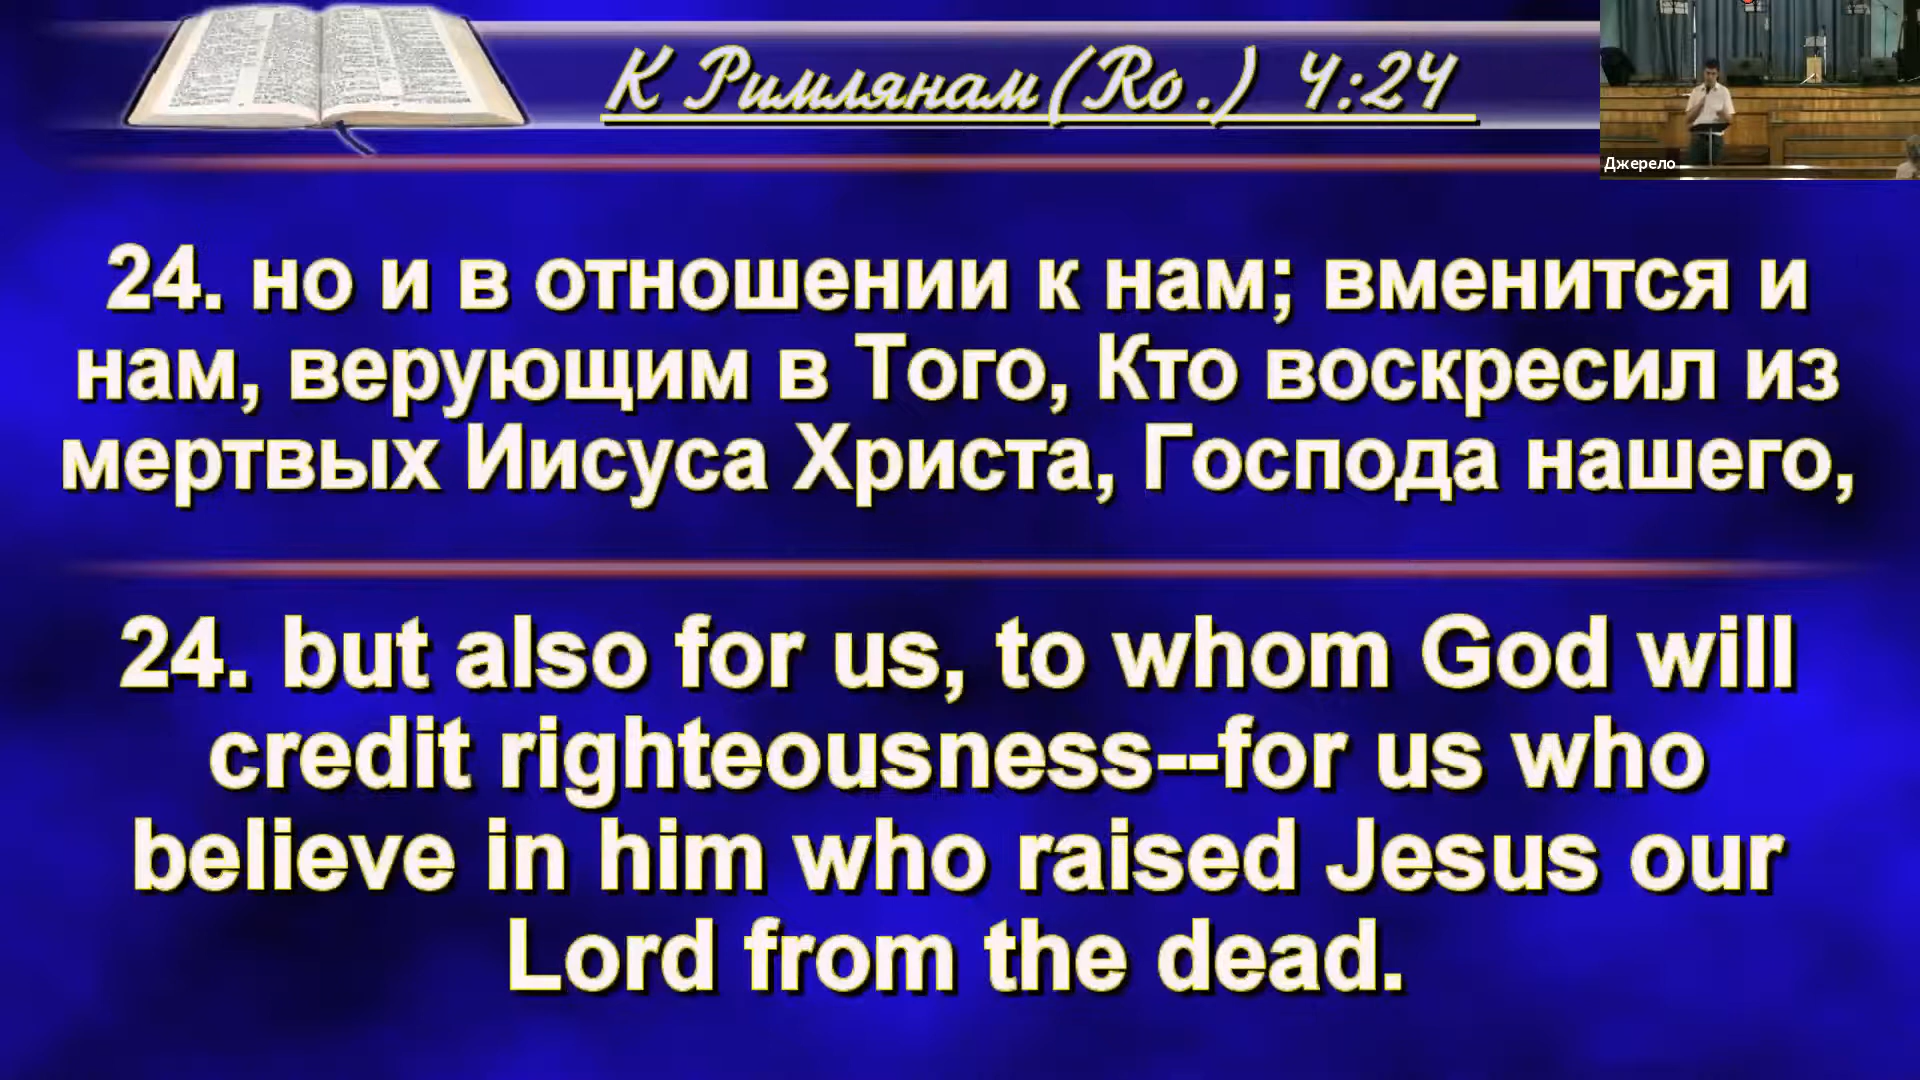 К Римлянам(Ro.) 4:24
Джерело
24. но и в отношении к нам; вменится и
нам, верующим в Того, Кто воскресил из
мертвых Иисуса Христа, Господа нашего,
24. but also for us, to whom God will
credit righteousness--for us who
believe in him who raised Jesus our
Lord from the dead.